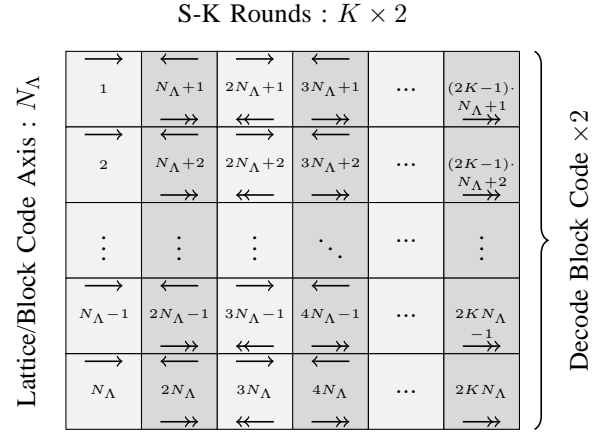 S-K Rounds : K × 2
Lattice/Block Code Axis : N_Λ
1 N_Λ+1 2N_Λ+1 3N_Λ+1 ⋯ (2K−1)·
N_Λ+1
2 N_Λ+2 2N_Λ+2 3N_Λ+2 ⋯ (2K−1)·
N_Λ+2
⋮ ⋮ ⋮ ⋱ ⋯ ⋮
N_Λ−1 2N_Λ−1 3N_Λ−1 4N_Λ−1 ⋯ 2KN_Λ
−1
N_Λ 2N_Λ 3N_Λ 4N_Λ ⋯ 2KN_Λ
Decode Block Code ×2